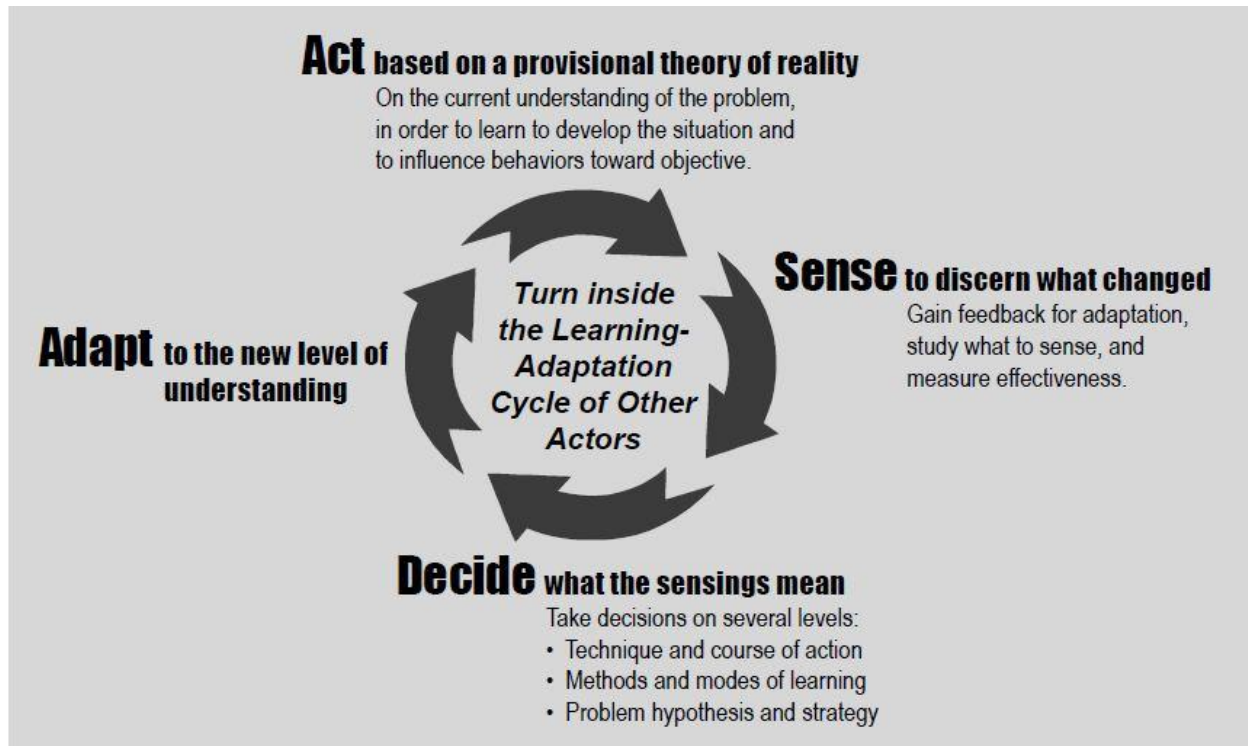 Act based on a provisional theory of reality
On the current understanding of the problem,
in order to learn to develop the situation and
to influence behaviors toward objective.
Sense to discern what changed
Gain feedback for adaptation,
study what to sense, and
measure effectiveness.
Turn inside
the Learning-
Adaptation
Cycle of Other
Actors
Adapt to the new level of
understanding
Decide what the sensings mean
Take decisions on several levels:
• Technique and course of action
• Methods and modes of learning
• Problem hypothesis and strategy